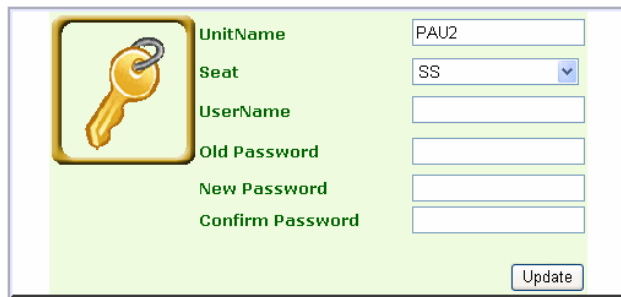 UnitName PAU2
Seat SS
UserName
Old Password
New Password
Confirm Password
Update